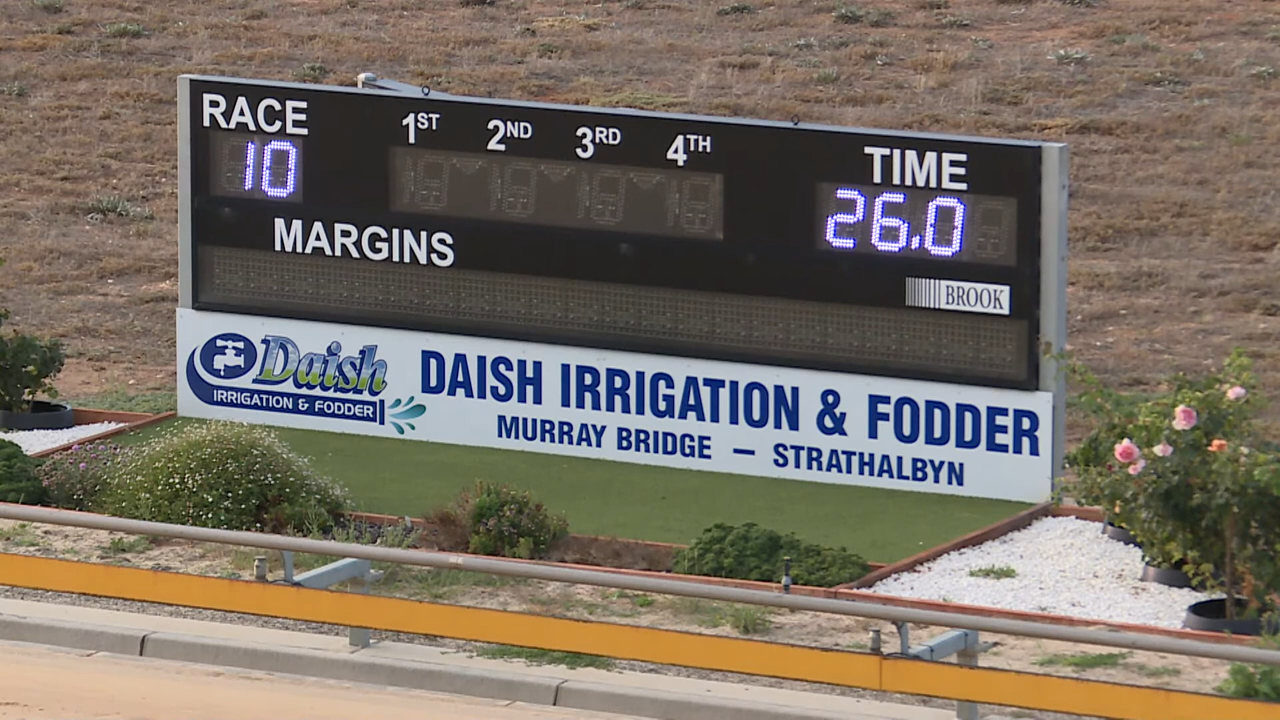 RACE 1ST 2ND 3RD 4TH TIME
10 26.0
MARGINS
BROOK
Daish
IRRIGATION & FODDER
DAISH IRRIGATION & FODDER
MURRAY BRIDGE – STRATHALBYN